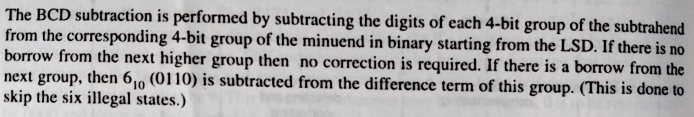 The BCD subtraction is performed by subtracting the digits of each 4-bit group of the subtrahend
from the corresponding 4-bit group of the minuend in binary starting from the LSD. If there is no
borrow from the next higher group then no correction is required. If there is a borrow from the
next group, then 6₁₀ (0110) is subtracted from the difference term of this group. (This is done to
skip the six illegal states.)